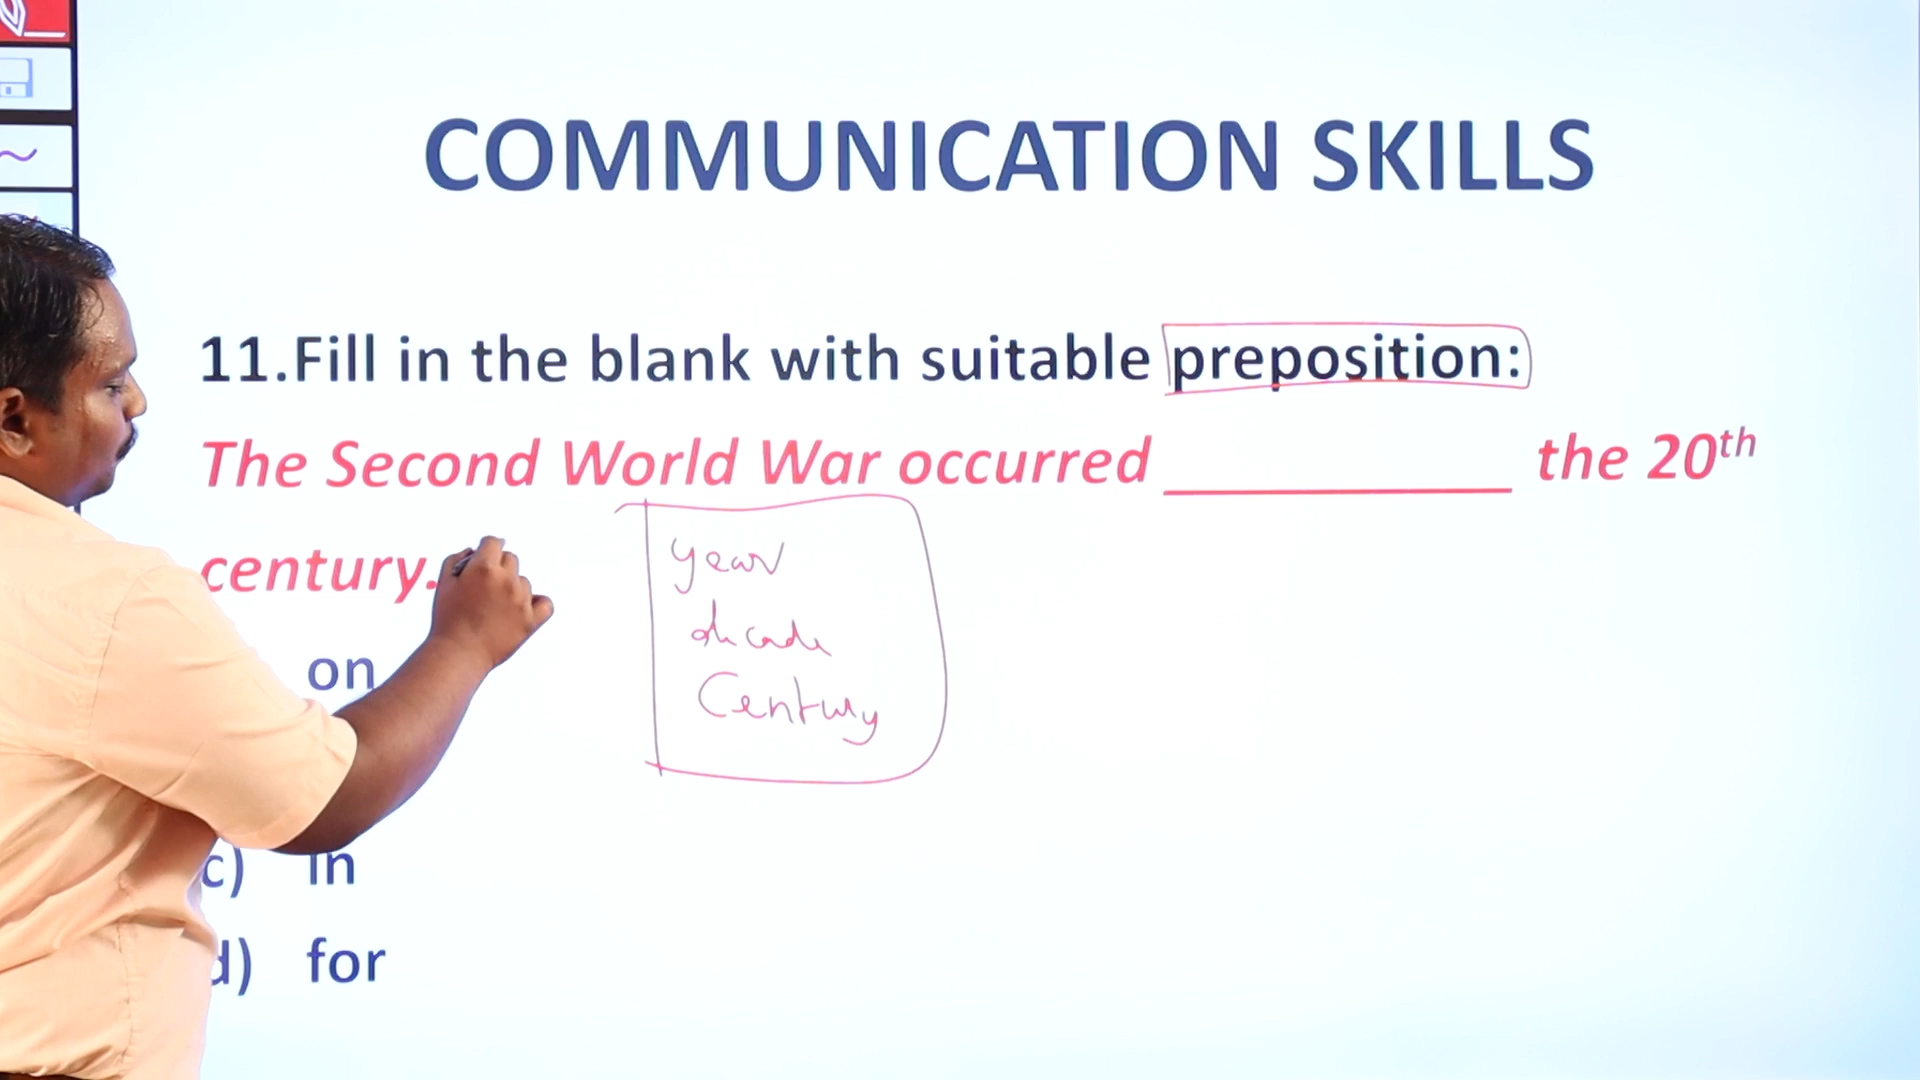 COMMUNICATION SKILLS
11.Fill in the blank with suitable preposition:
The Second World War occurred __________ the 20th
century.
year
decade
Century
on
c) in
d) for